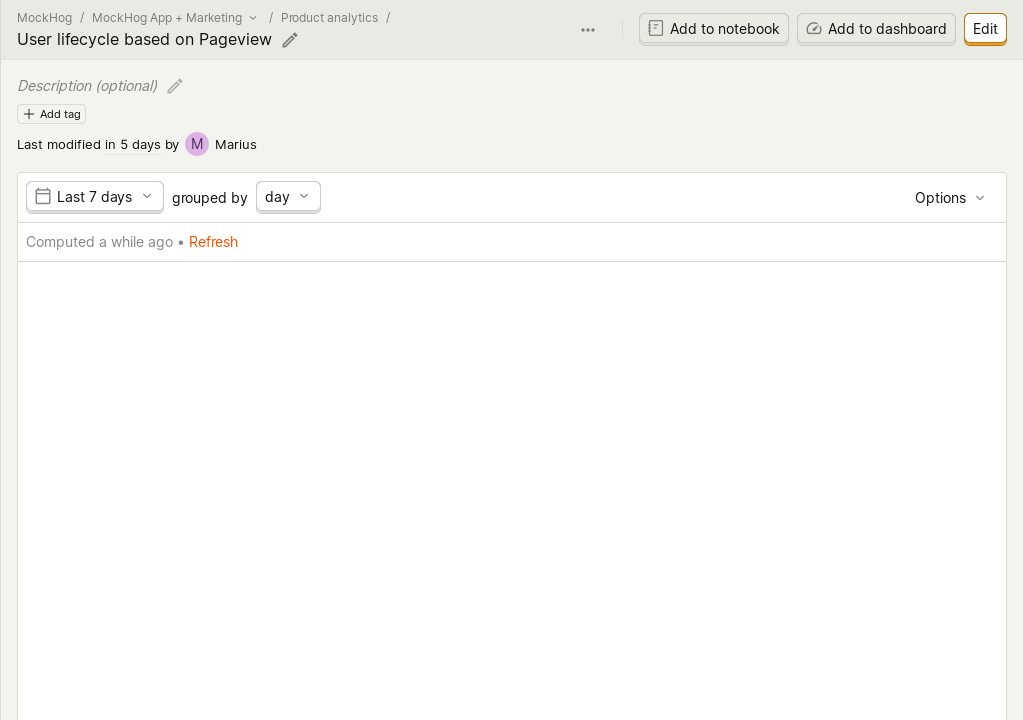 MockHog / MockHog App + Marketing / Product analytics /
User lifecycle based on Pageview
Add to notebook
Add to dashboard
Edit
Description (optional)
Add tag
Last modified in 5 days by M Marius
Last 7 days grouped by day
Options
Computed a while ago • Refresh